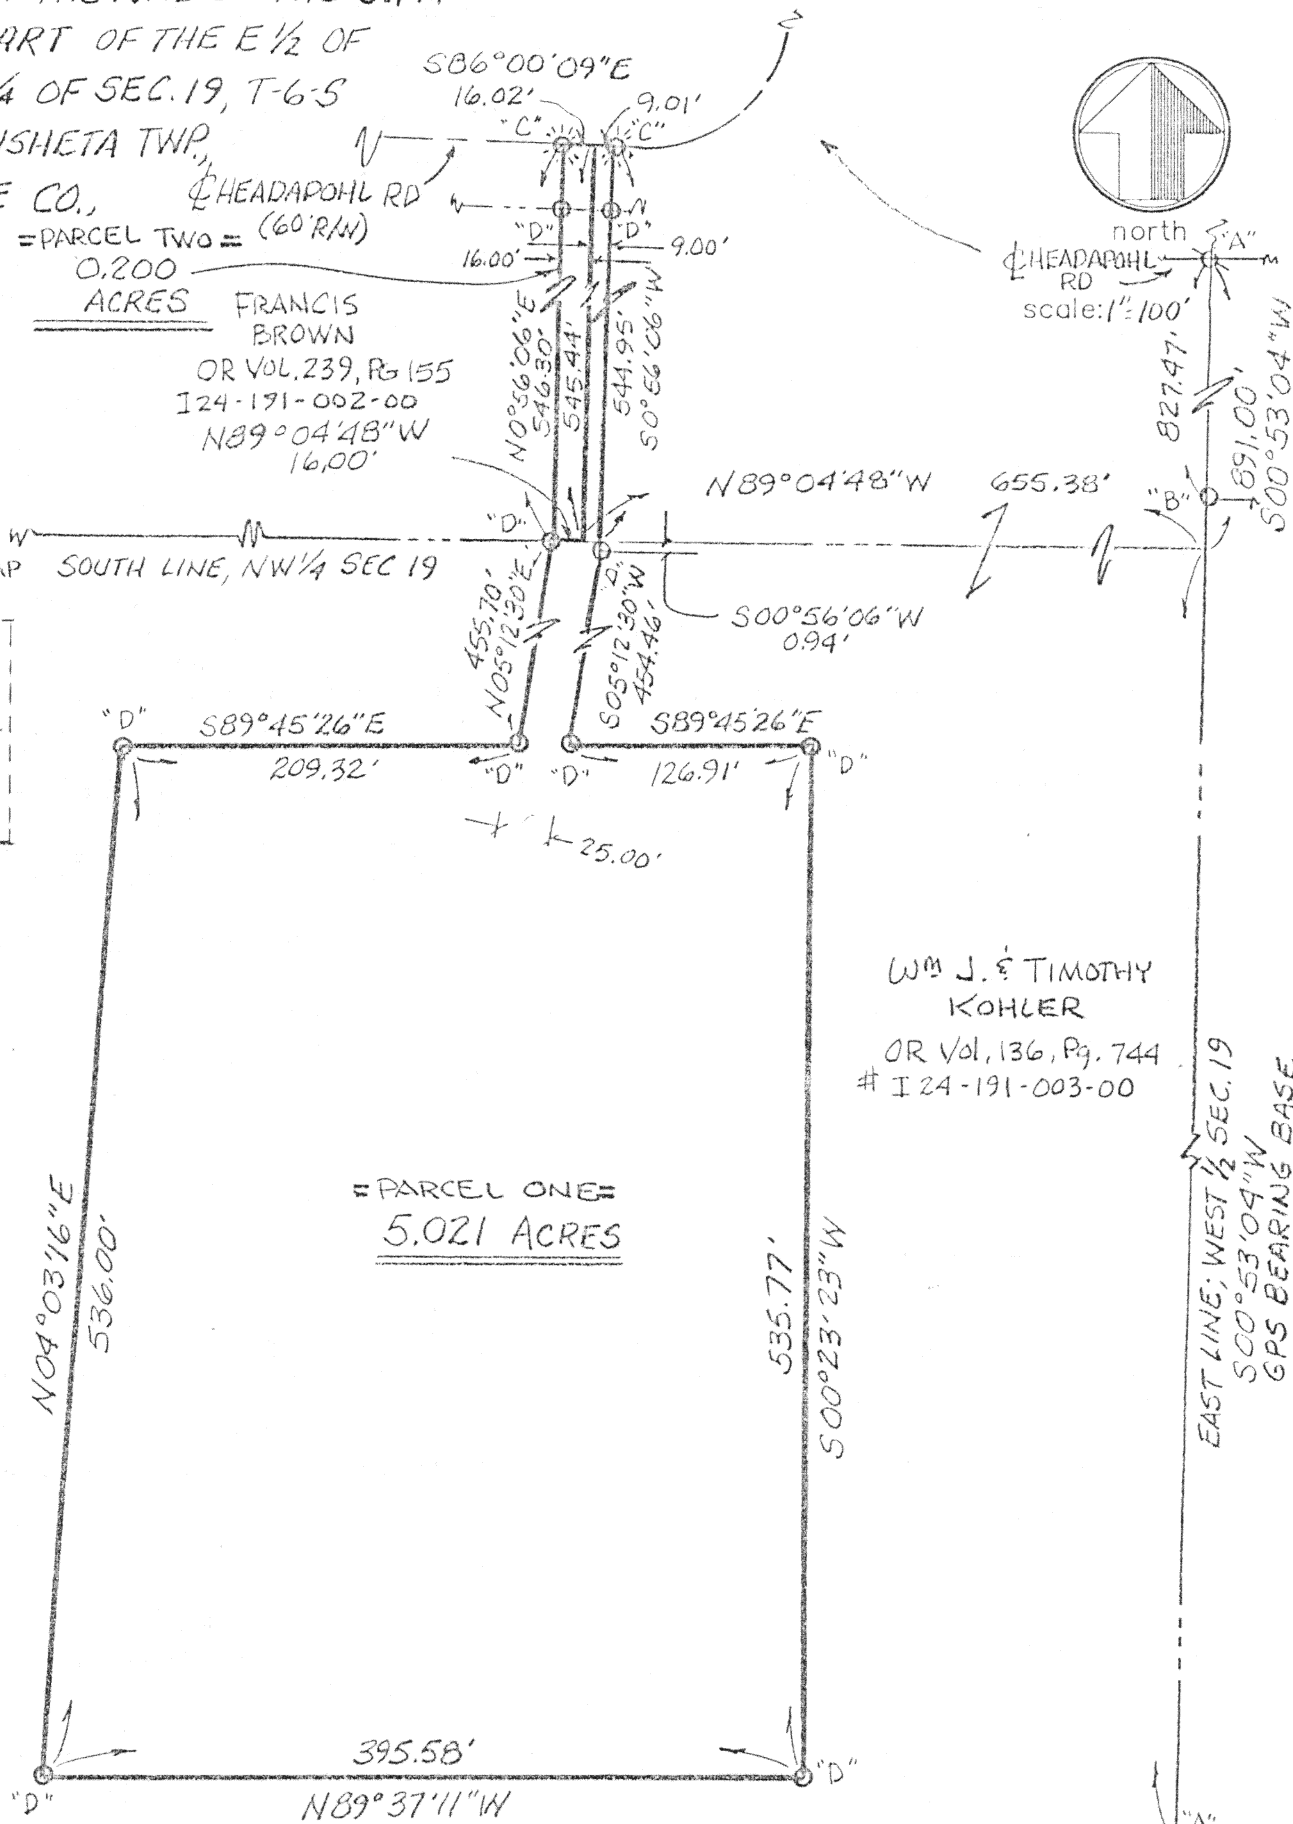 ART OF THE E 1/2 OF
1/4 OF SEC. 19, T-6-S
USHETA TWP.,
E CO.,
℄ HEADAPOHL RD
(60' R/W)
=PARCEL TWO=
0.200
ACRES
FRANCIS
BROWN
OR VOL. 239, PG 155
I24-191-002-00
N89°04'48"W
16.00'
S86°00'09"E
16.02'
9.01'
"C"
"C"
"D"
"D"
16.00'
9.00'
N0°56'06"E
546.30'
545.44'
544.95'
S0°56'06"W
north
℄ HEADAPOHL
RD
scale: 1"=100'
"A"
827.47'
891.00'
S00°53'04"W
"B"
N89°04'48"W 655.38'
"D"
"D"
W
SOUTH LINE, NW 1/4 SEC 19
S00°56'06"W
0.94'
455.70'
N05°12'30"E
S05°12'30"W
454.46'
"D"
S89°45'26"E
209.32'
"D"
"D"
S89°45'26"E
126.91'
"D"
25.00'
WM J. & TIMOTHY
KOHLER
OR Vol. 136, Pg. 744
# I24-191-003-00
=PARCEL ONE=
5.021 ACRES
N04°03'16"E
536.00'
535.77'
S00°23'23"W
EAST LINE; WEST 1/2 SEC. 19
S00°53'04"W
GPS BEARING BASE
395.58'
N89°37'11"W
"D"
"D"
"A"